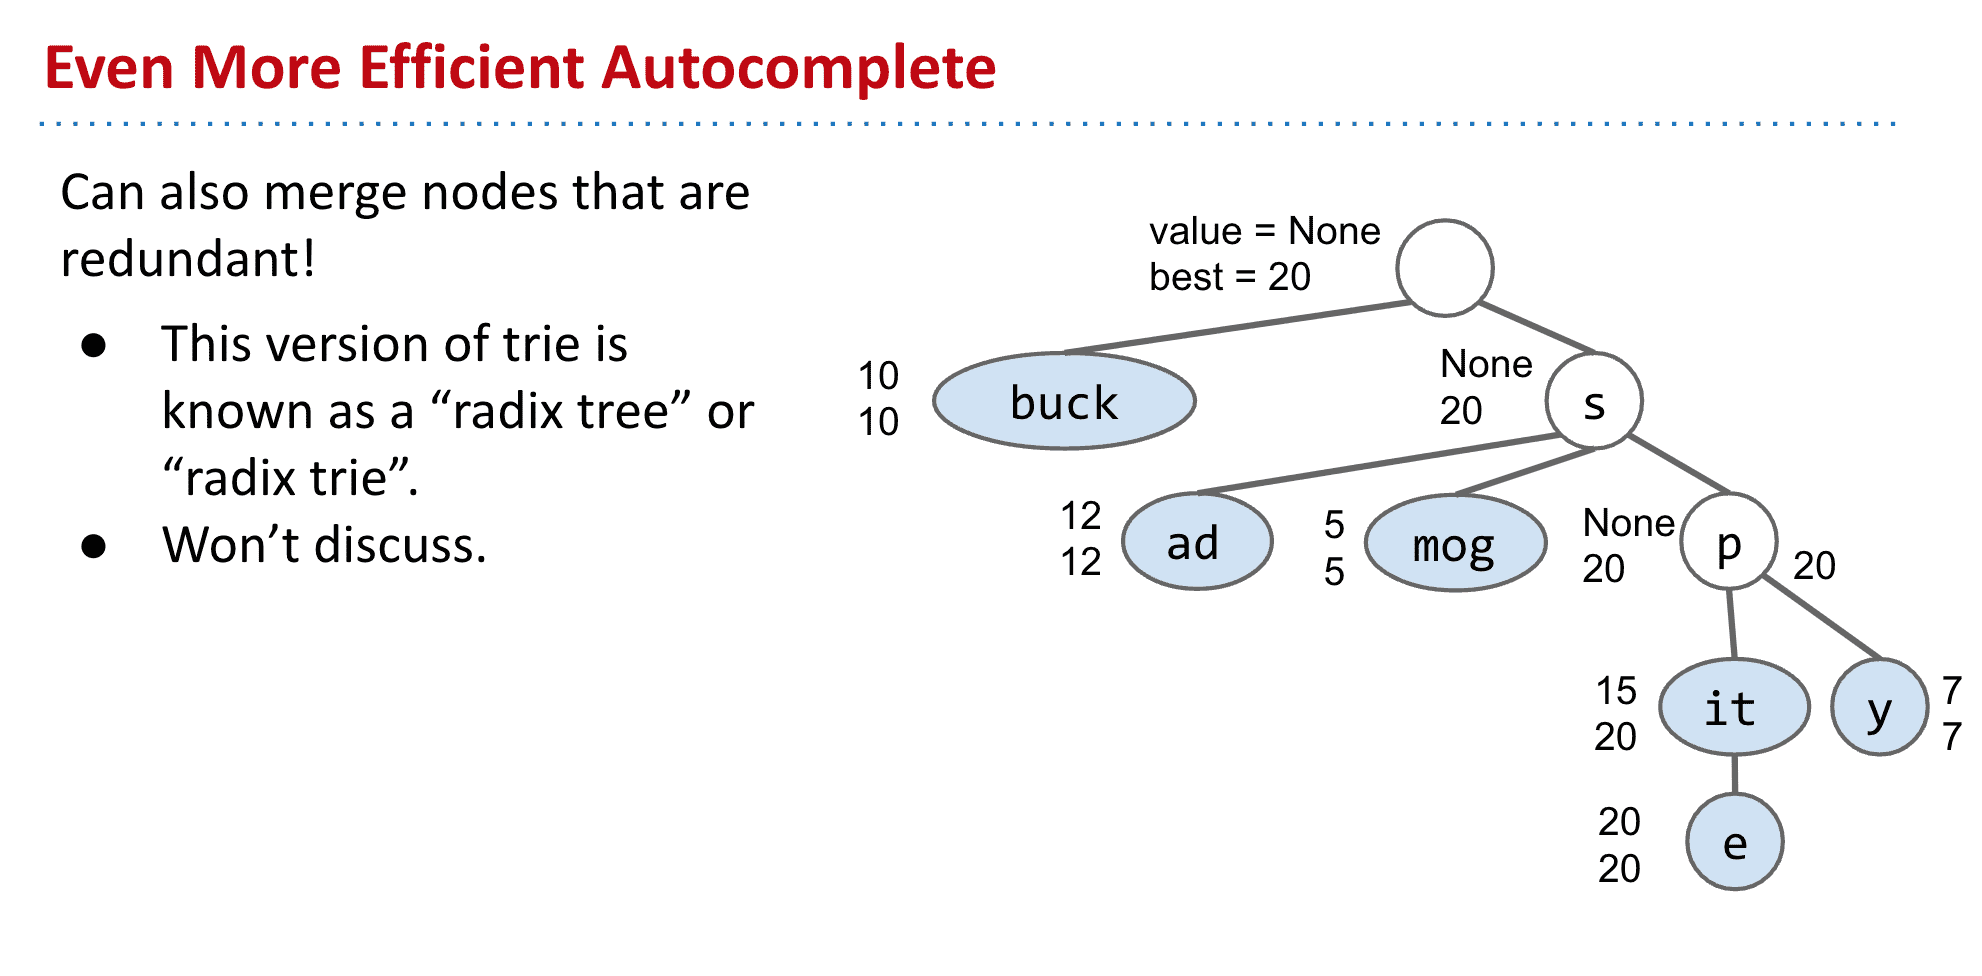 Even More Efficient Autocomplete
Can also merge nodes that are
redundant!
● This version of trie is
known as a “radix tree” or
“radix trie”.
● Won’t discuss.
value = None
best = 20
10
10
buck
None
20
s
12
12
ad
5
5
mog
None
20
p
20
15
20
it
y
7
7
20
20
e